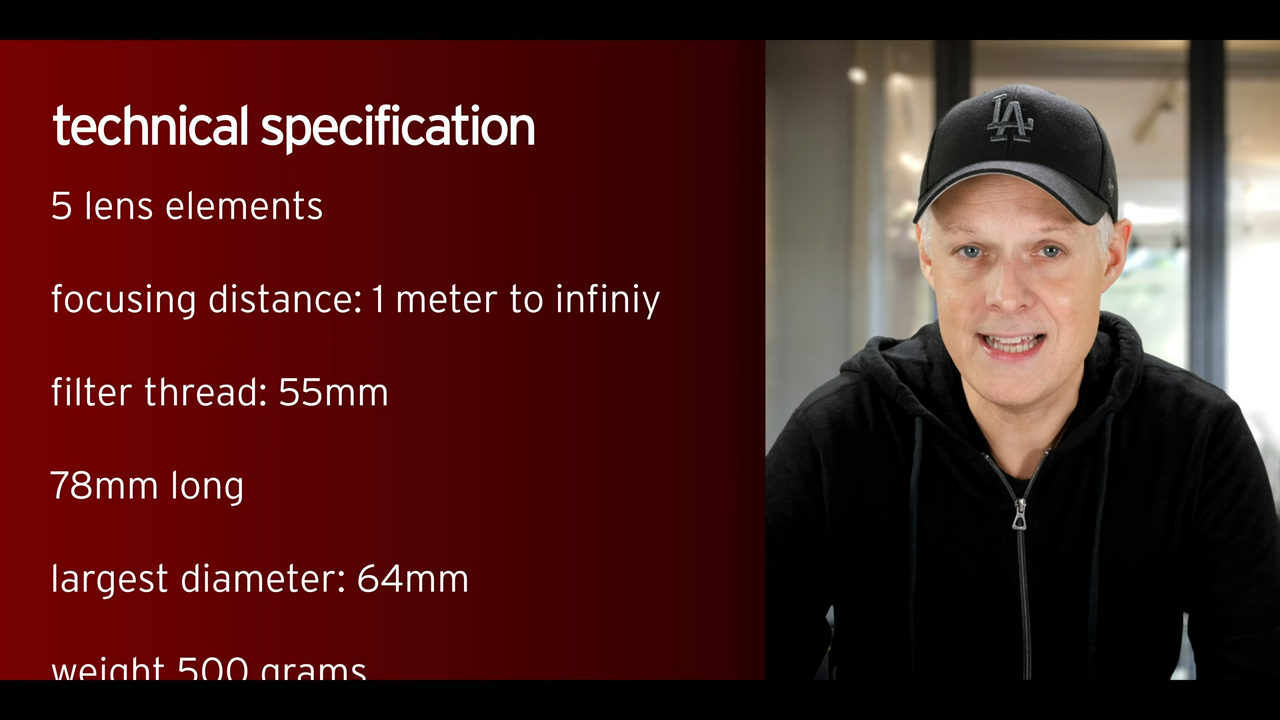 technical specification
5 lens elements
focusing distance: 1 meter to infiniy
filter thread: 55mm
78mm long
largest diameter: 64mm
weight 500 grams
LA